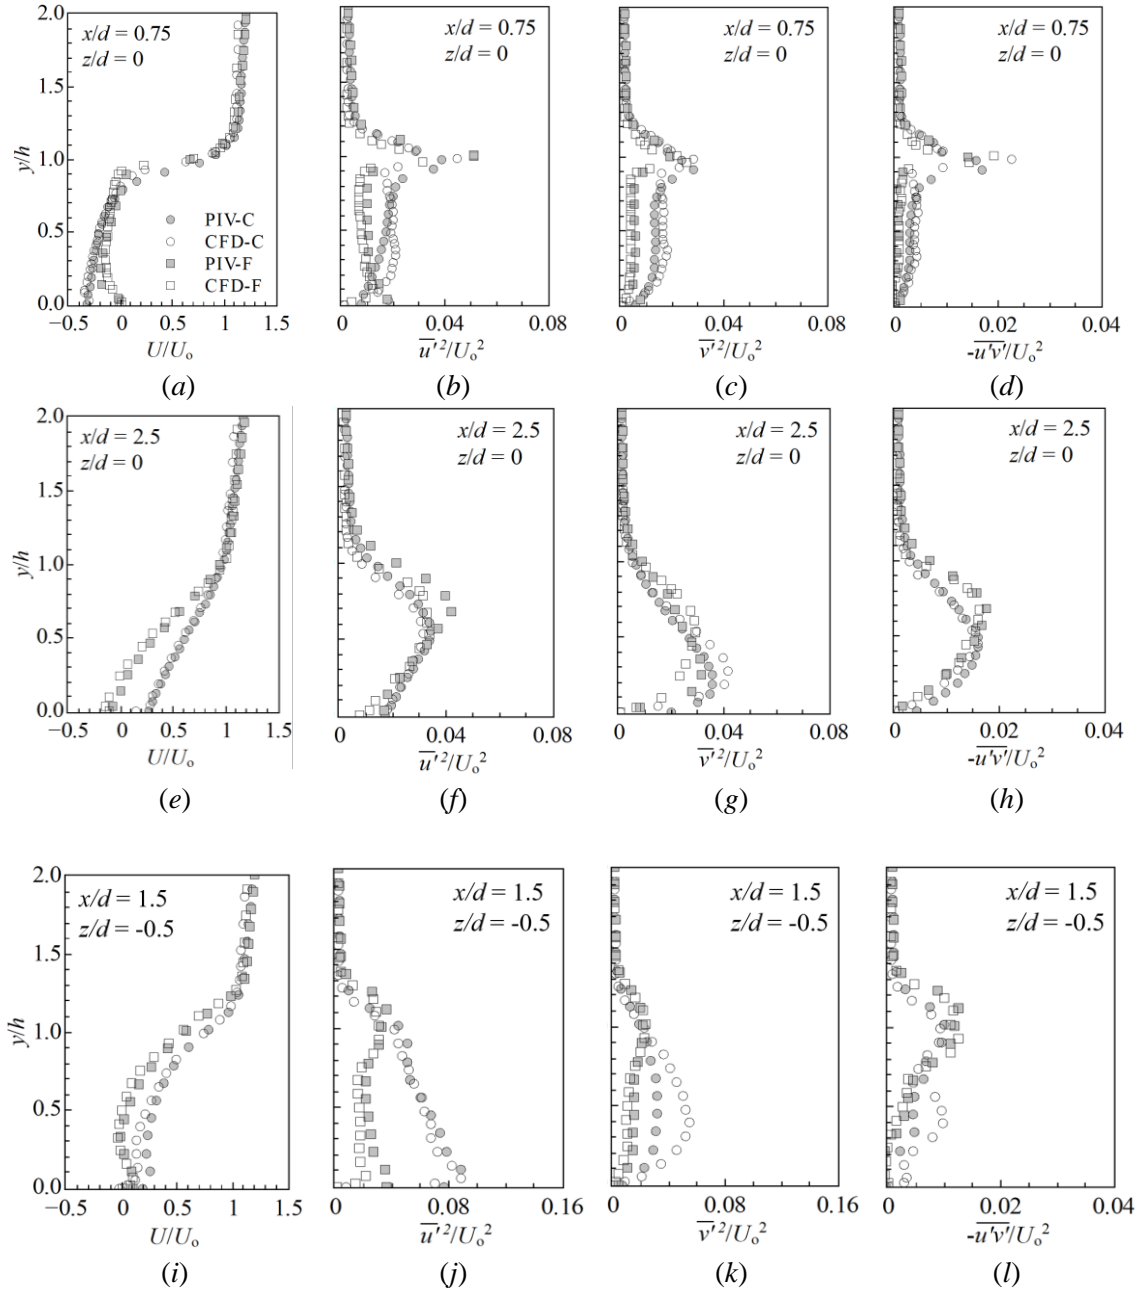 2.0
1.5
1.0
0.5
0.0
y/h
x/d = 0.75
z/d = 0
PIV-C
CFD-C
PIV-F
CFD-F
−0.5 0 0.5 1 1.5
U/Uo
(a)
x/d = 0.75
z/d = 0
0 0.04 0.08
u′²/Uo²
(b)
x/d = 0.75
z/d = 0
0 0.04 0.08
v′²/Uo²
(c)
x/d = 0.75
z/d = 0
0 0.02 0.04
-u′v′/Uo²
(d)
2.0
1.5
1.0
0.5
0.0
y/h
x/d = 2.5
z/d = 0
−0.5 0 0.5 1 1.5
U/Uo
(e)
x/d = 2.5
z/d = 0
0 0.04 0.08
u′²/Uo²
(f)
x/d = 2.5
z/d = 0
0 0.04 0.08
v′²/Uo²
(g)
x/d = 2.5
z/d = 0
0 0.02 0.04
-u′v′/Uo²
(h)
2.0
1.5
1.0
0.5
0.0
y/h
x/d = 1.5
z/d = -0.5
−0.5 0 0.5 1 1.5
U/Uo
(i)
x/d = 1.5
z/d = -0.5
0 0.08 0.16
u′²/Uo²
(j)
x/d = 1.5
z/d = -0.5
0 0.08 0.16
v′²/Uo²
(k)
x/d = 1.5
z/d = -0.5
0 0.02 0.04
-u′v′/Uo²
(l)